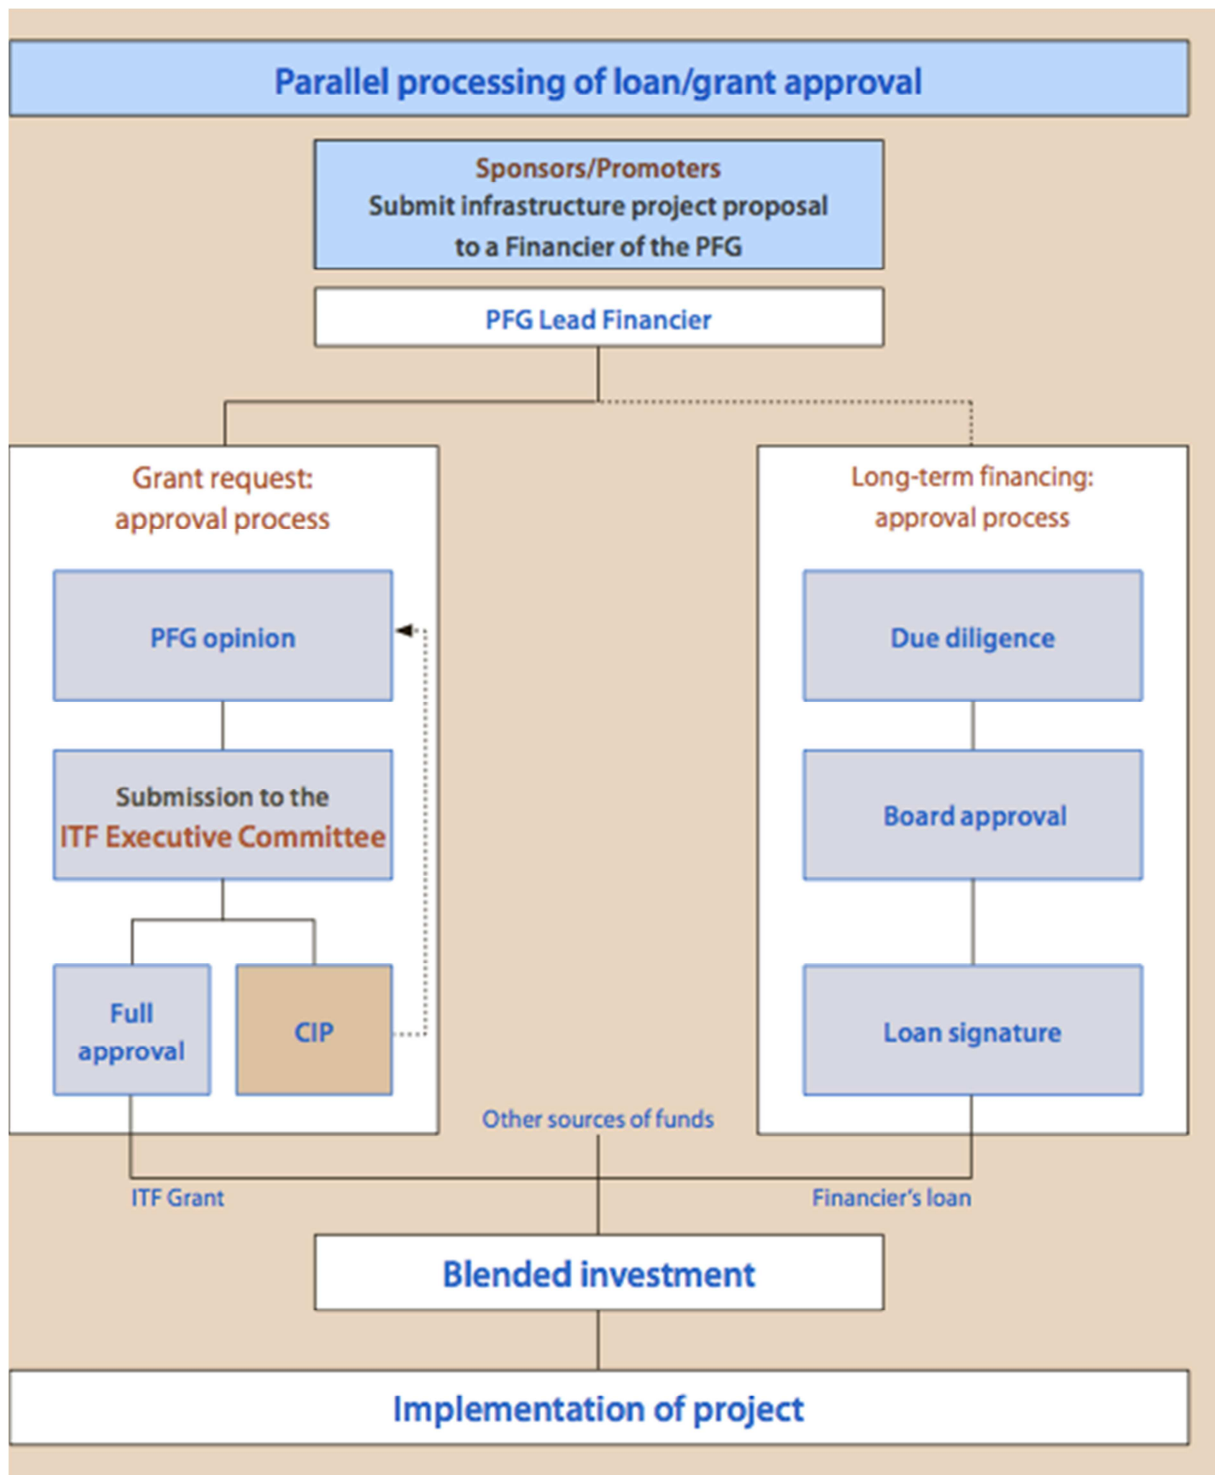 Parallel processing of loan/grant approval
Sponsors/Promoters
Submit infrastructure project proposal
to a Financier of the PFG
PFG Lead Financier
Grant request:
approval process
PFG opinion
Submission to the
ITF Executive Committee
Full
approval
CIP
Long-term financing:
approval process
Due diligence
Board approval
Loan signature
Other sources of funds
ITF Grant
Financier's loan
Blended investment
Implementation of project